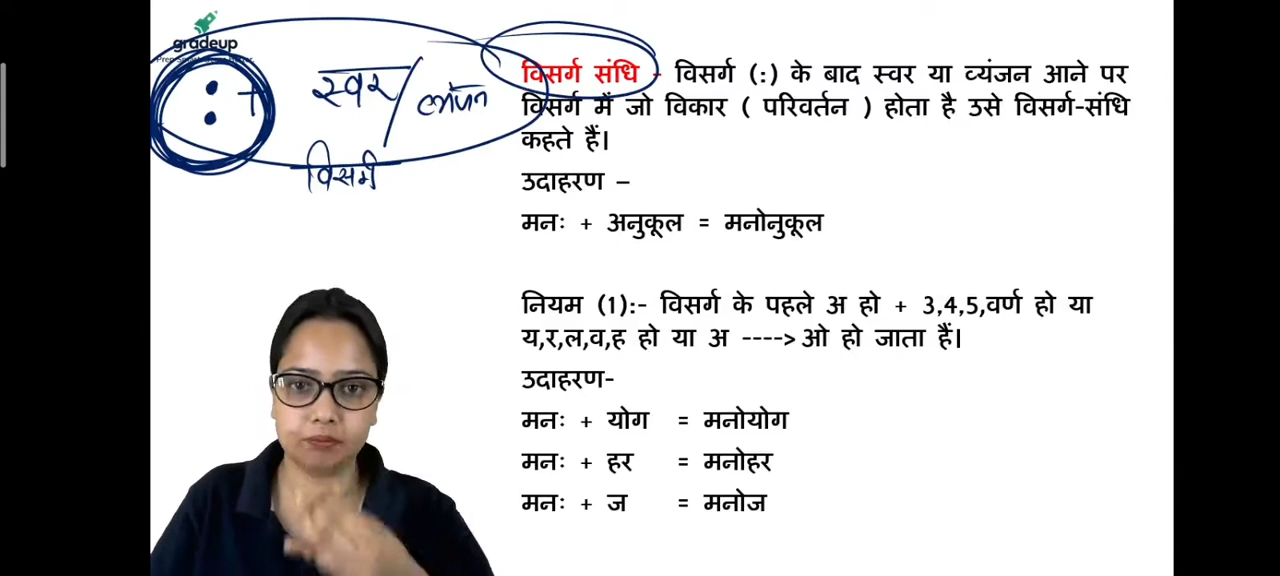 gradeup
: + स्वर/व्यंजन
विसर्ग
विसर्ग संधि - विसर्ग (:) के बाद स्वर या व्यंजन आने पर
विसर्ग में जो विकार ( परिवर्तन ) होता है उसे विसर्ग-संधि
कहते हैं।
उदाहरण –
मनः + अनुकूल = मनोनुकूल
नियम (1):- विसर्ग के पहले अ हो + 3,4,5,वर्ण हो या
य,र,ल,व,ह हो या अ ----> ओ हो जाता हैं।
उदाहरण-
मनः + योग = मनोयोग
मनः + हर = मनोहर
मनः + ज = मनोज